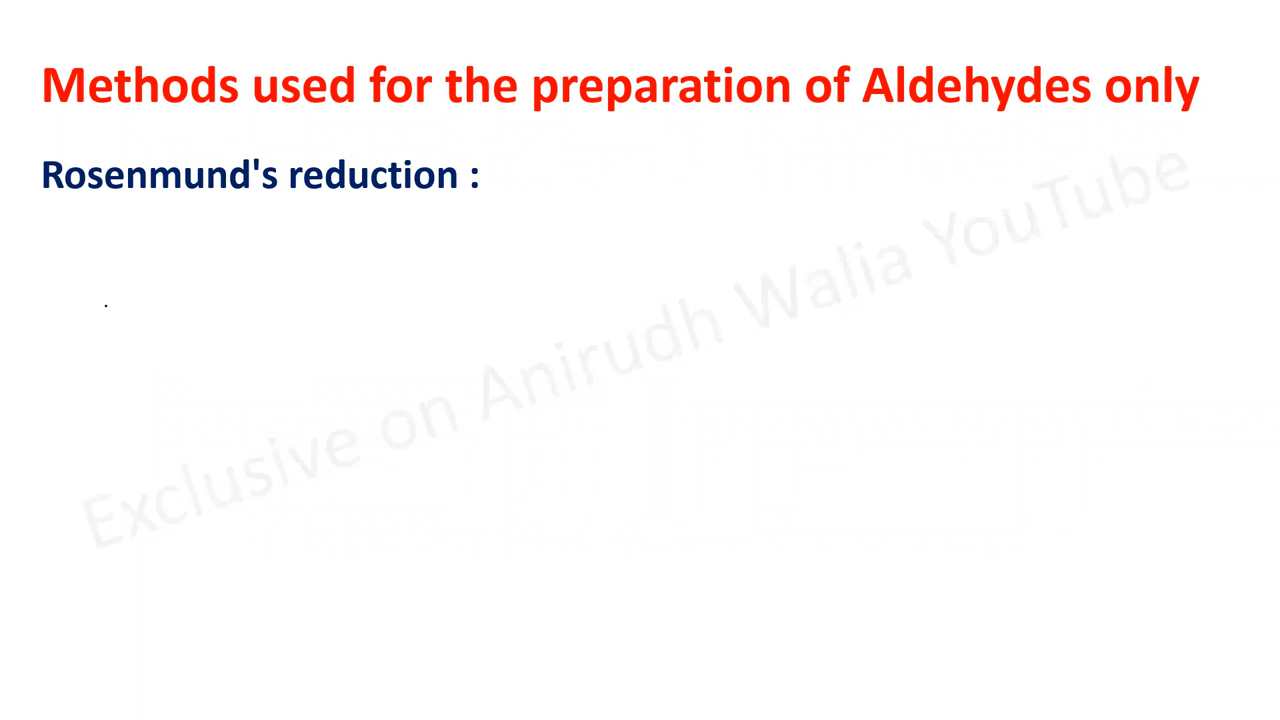 Methods used for the preparation of Aldehydes only
Rosenmund's reduction :
Exclusive on Anirudh Walia YouTube